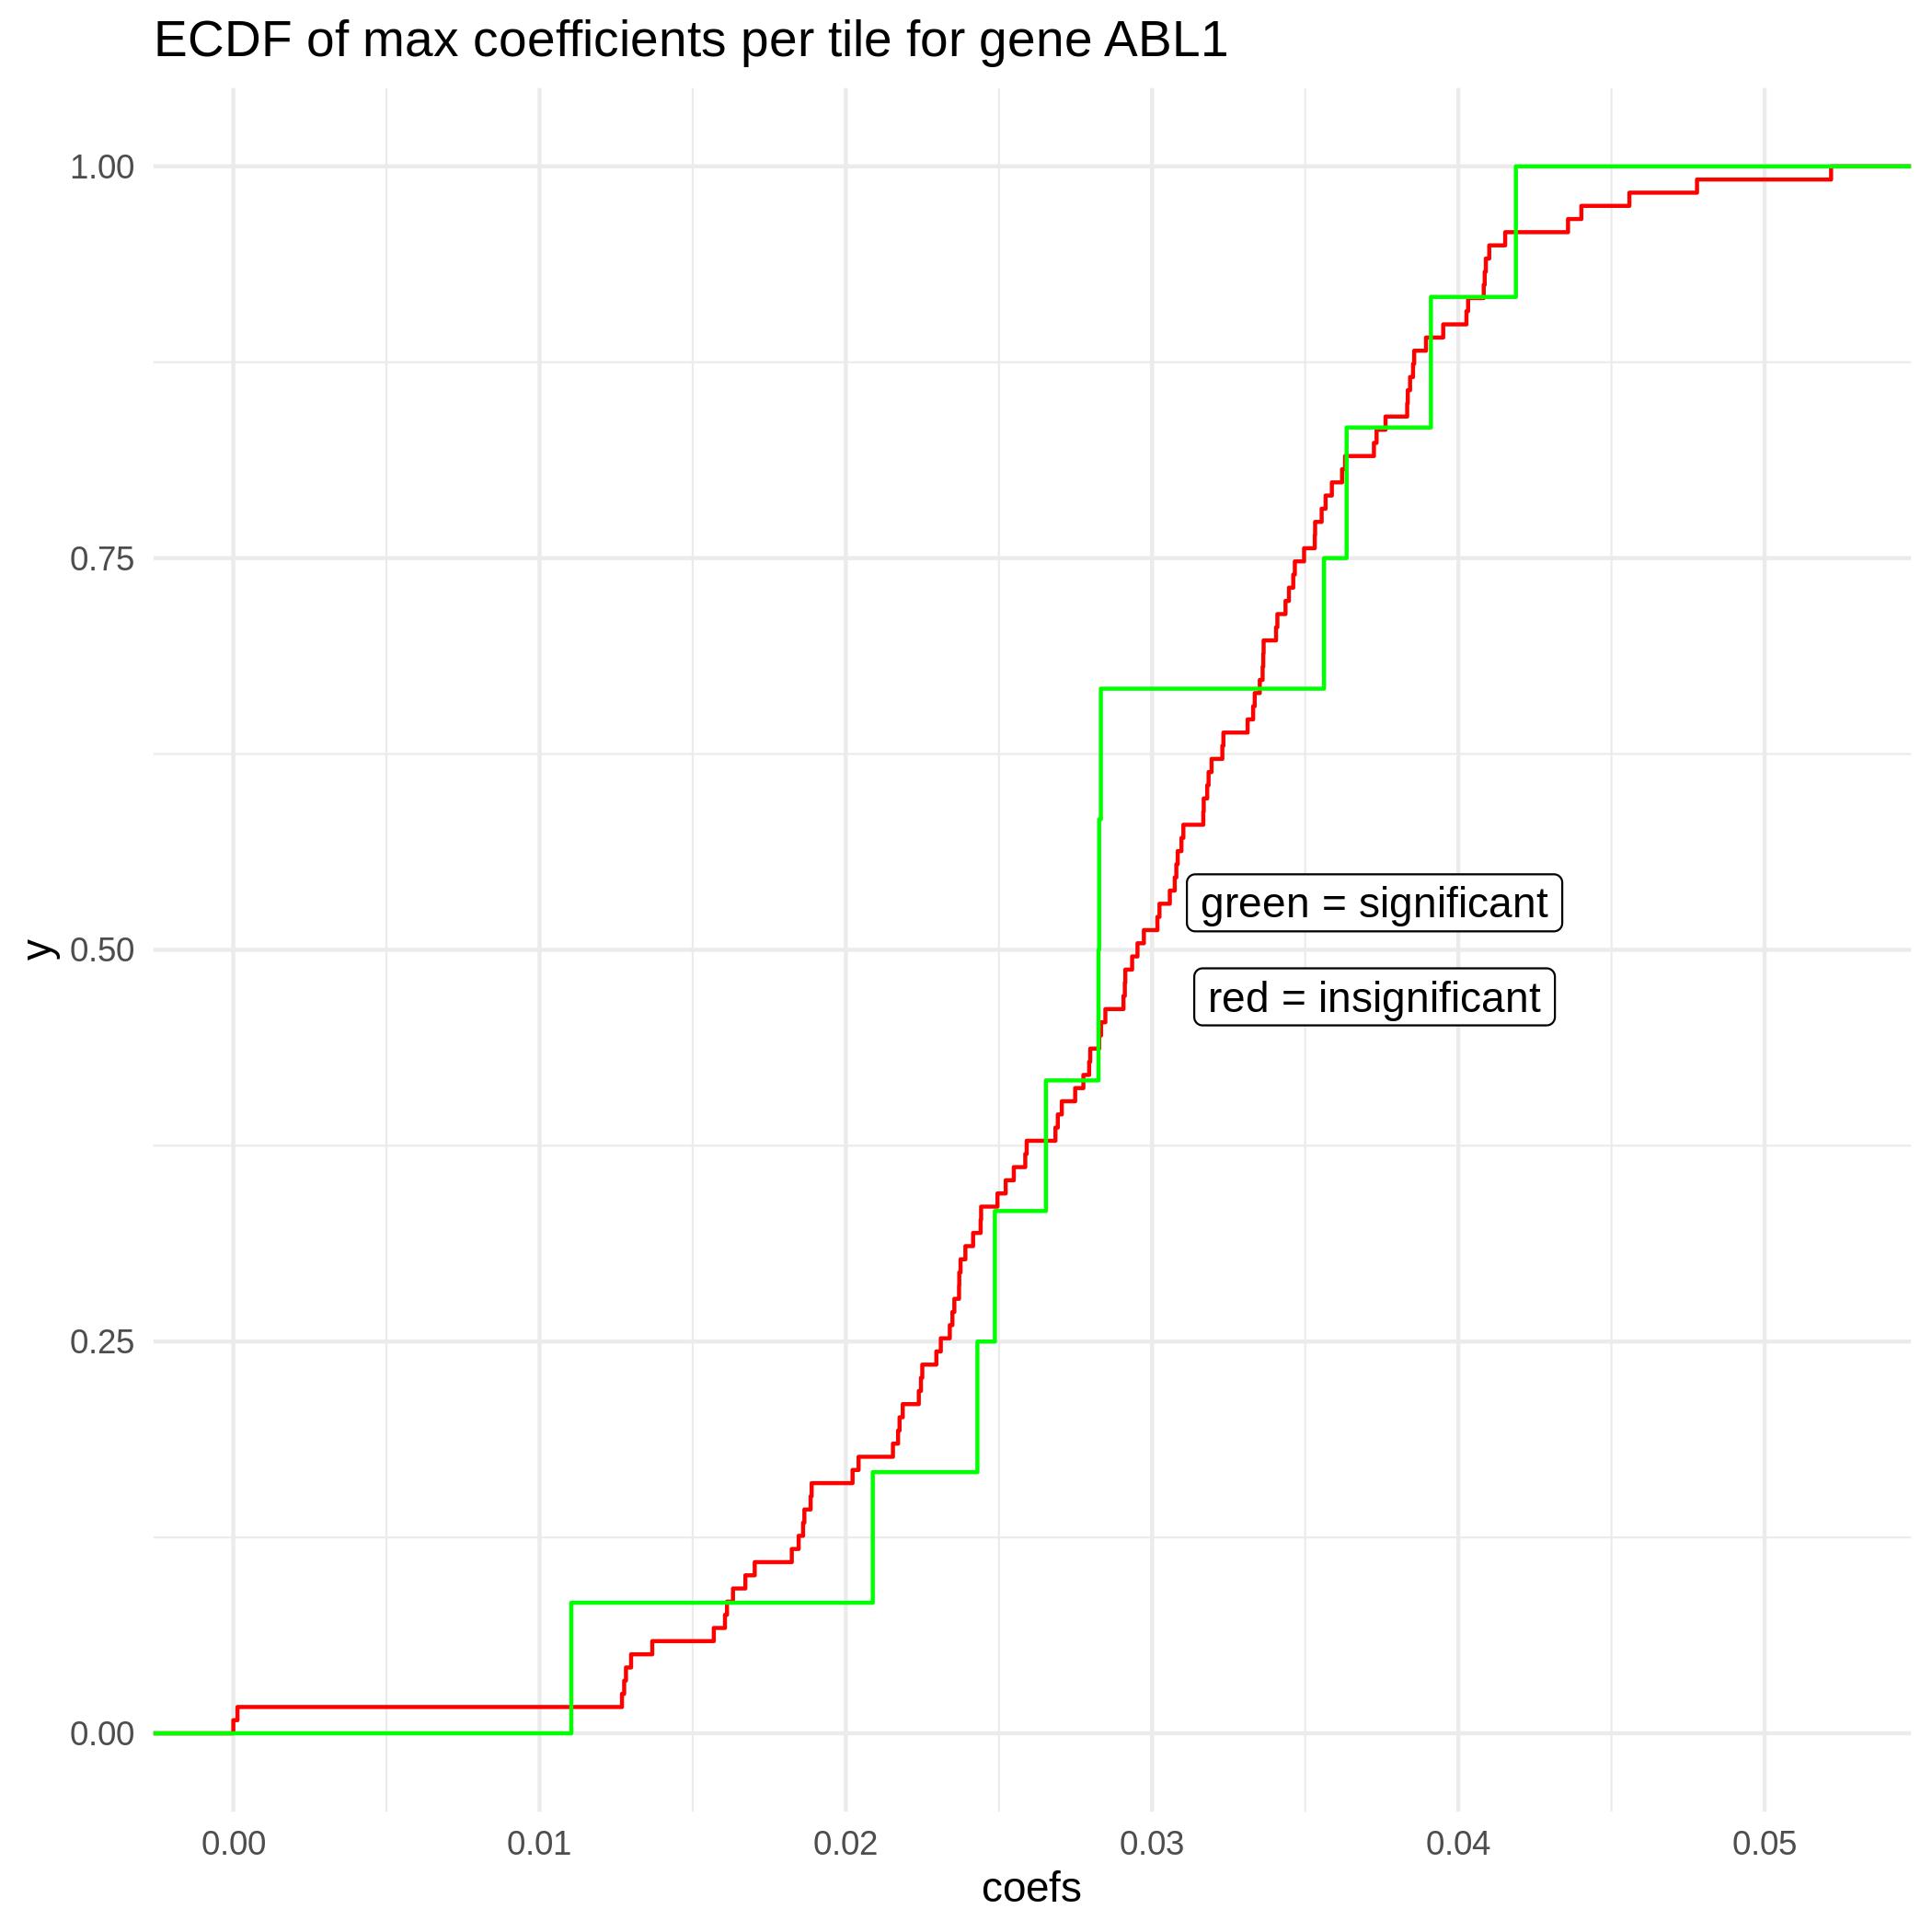 ECDF of max coefficients per tile for gene ABL1
1.00
0.75
0.50
0.25
0.00
y
green = significant
red = insignificant
0.00 0.01 0.02 0.03 0.04 0.05
coefs